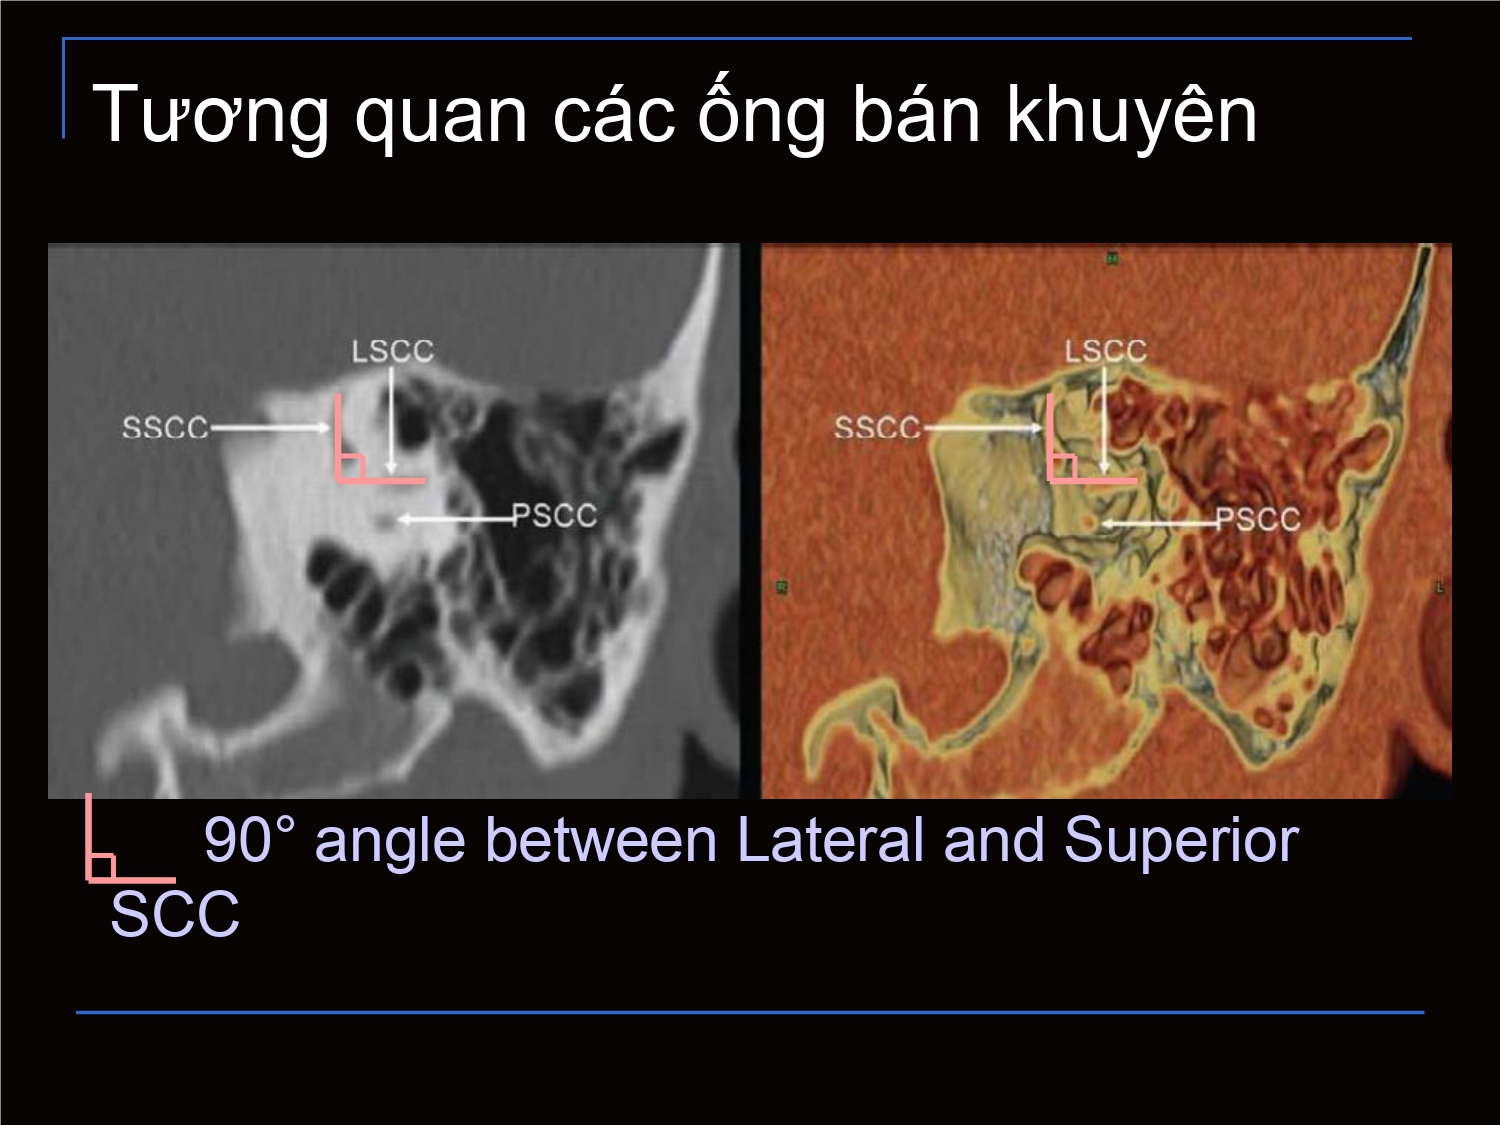 Tương quan các ống bán khuyên
LSCC
SSCC
PSCC
LSCC
SSCC
PSCC
R
L
90° angle between Lateral and Superior
SCC